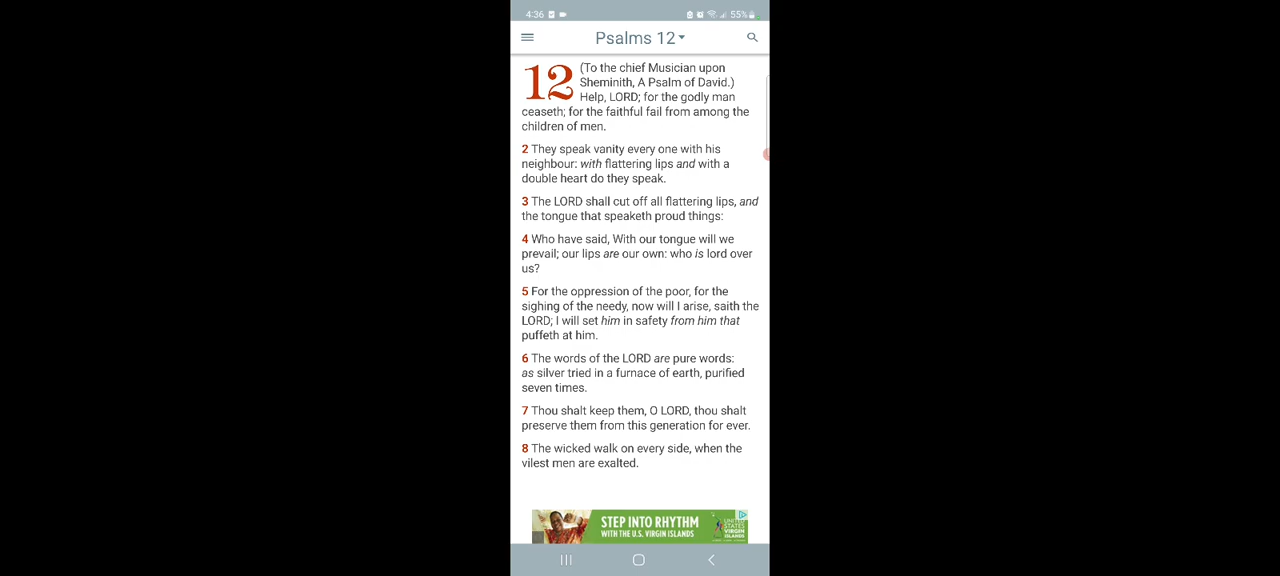 4:36
55%
Psalms 12
12 (To the chief Musician upon
Sheminith, A Psalm of David.)
Help, LORD; for the godly man
ceaseth; for the faithful fail from among the
children of men.
2 They speak vanity every one with his
neighbour: with flattering lips and with a
double heart do they speak.
3 The LORD shall cut off all flattering lips, and
the tongue that speaketh proud things:
4 Who have said, With our tongue will we
prevail; our lips are our own: who is lord over
us?
5 For the oppression of the poor, for the
sighing of the needy, now will I arise, saith the
LORD; I will set him in safety from him that
puffeth at him.
6 The words of the LORD are pure words:
as silver tried in a furnace of earth, purified
seven times.
7 Thou shalt keep them, O LORD, thou shalt
preserve them from this generation for ever.
8 The wicked walk on every side, when the
vilest men are exalted.
STEP INTO RHYTHM
WITH THE U.S. VIRGIN ISLANDS
UNITED
STATES
VIRGIN
ISLANDS